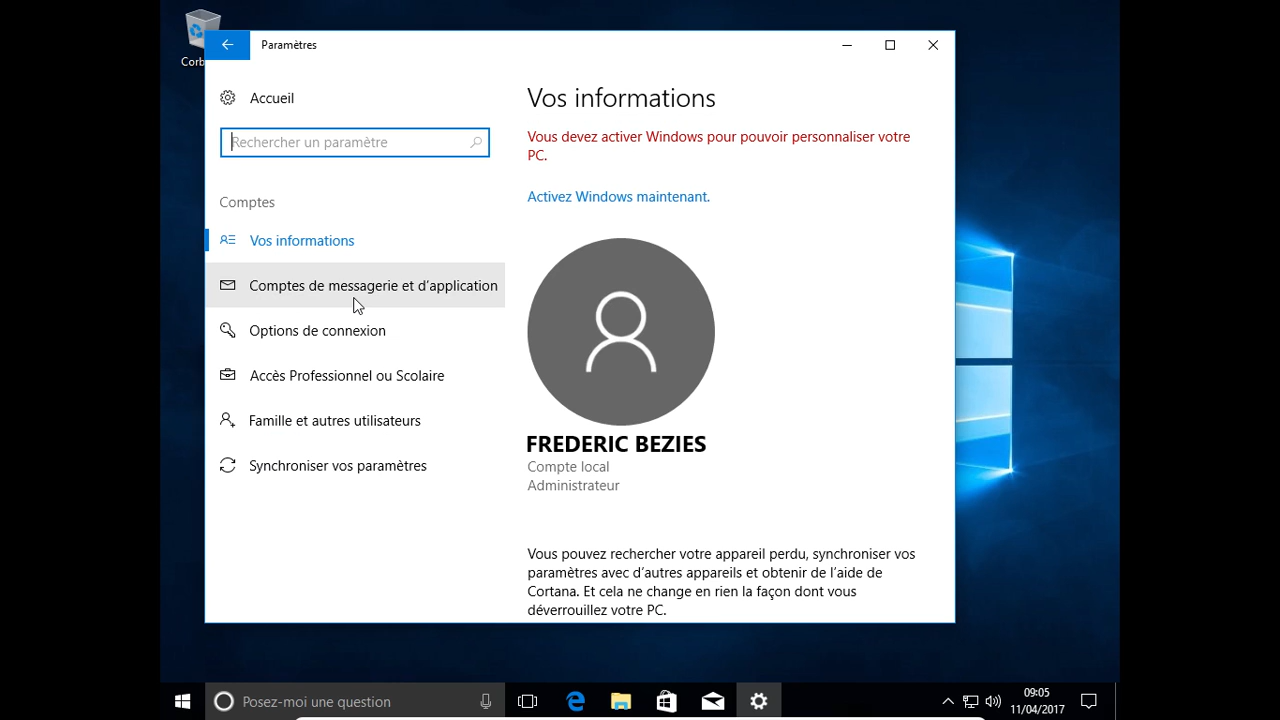 Corb
Paramètres
Accueil
Rechercher un paramètre
Comptes
Vos informations
Comptes de messagerie et d’application
Options de connexion
Accès Professionnel ou Scolaire
Famille et autres utilisateurs
Synchroniser vos paramètres
Vos informations
Vous devez activer Windows pour pouvoir personnaliser votre
PC.
Activez Windows maintenant.
FREDERIC BEZIES
Compte local
Administrateur
Vous pouvez rechercher votre appareil perdu, synchroniser vos
paramètres avec d’autres appareils et obtenir de l’aide de
Cortana. Et cela ne change en rien la façon dont vous
déverrouillez votre PC.
Posez-moi une question
09:05
11/04/2017